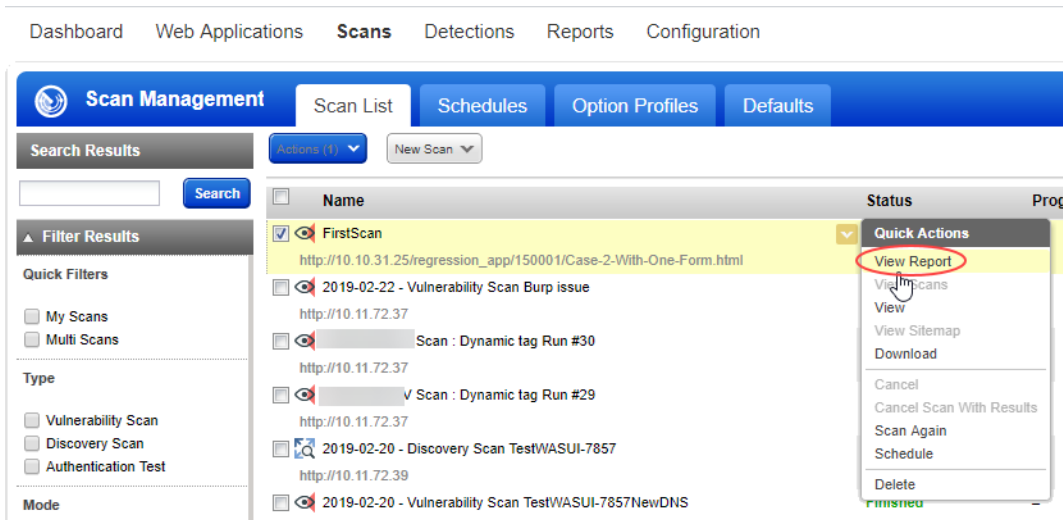 Dashboard Web Applications Scans Detections Reports Configuration
Scan Management Scan List Schedules Option Profiles Defaults
Search Results Actions (1) New Scan
Search
Name Status Prog
Filter Results
FirstScan Quick Actions
http://10.10.31.25/regression_app/150001/Case-2-With-One-Form.html View Report
Quick Filters
2019-02-22 - Vulnerability Scan Burp issue View Scans
My Scans http://10.11.72.37 View
Multi Scans Scan : Dynamic tag Run #30 View Sitemap
http://10.11.72.37 Download
Type
V Scan : Dynamic tag Run #29 Cancel
Vulnerability Scan http://10.11.72.37 Cancel Scan With Results
Discovery Scan 2019-02-20 - Discovery Scan TestWASUI-7857 Scan Again
Authentication Test Schedule
http://10.11.72.39 Delete
Mode 2019-02-20 - Vulnerability Scan TestWASUI-7857NewDNS Finished –